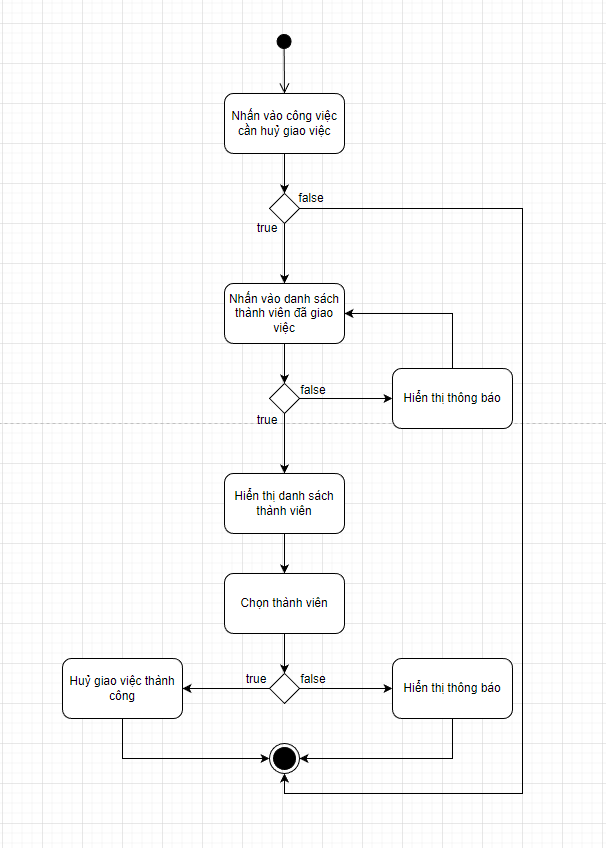 Nhấn vào công việc
cần huỷ giao việc
false
true
Nhấn vào danh sách
thành viên đã giao
việc
false
Hiển thị thông báo
true
Hiển thị danh sách
thành viên
Chọn thành viên
true
false
Huỷ giao việc thành
công
Hiển thị thông báo